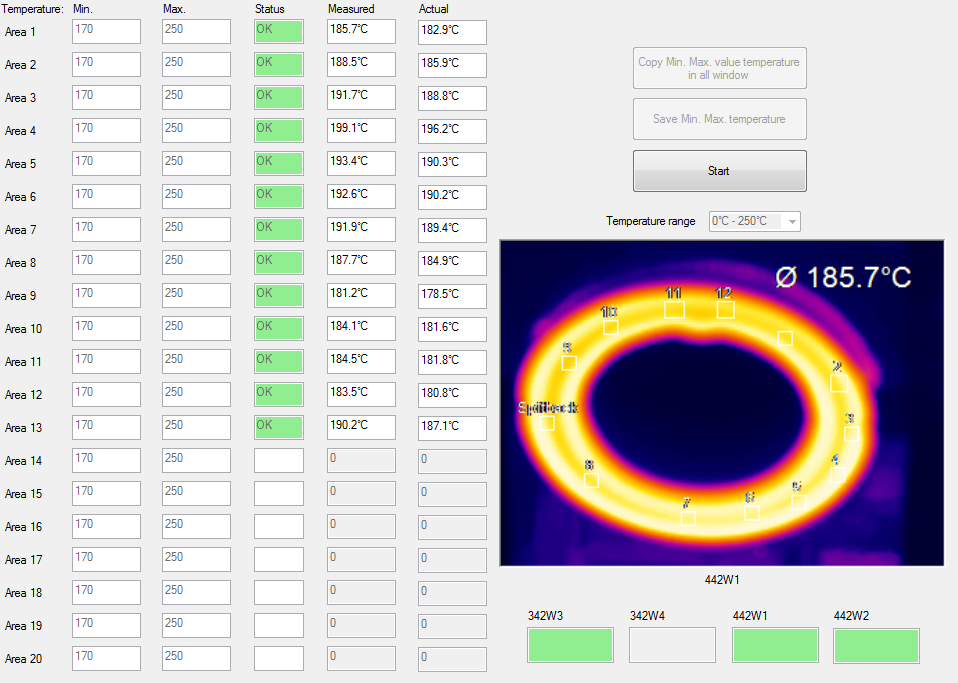 Temperature: Min. Max. Status Measured Actual
Area 1 170 250 OK 185.7°C 182.9°C
Area 2 170 250 OK 188.5°C 185.9°C
Area 3 170 250 OK 191.7°C 188.8°C
Area 4 170 250 OK 199.1°C 196.2°C
Area 5 170 250 OK 193.4°C 190.3°C
Area 6 170 250 OK 192.6°C 190.2°C
Area 7 170 250 OK 191.9°C 189.4°C
Area 8 170 250 OK 187.7°C 184.9°C
Area 9 170 250 OK 181.2°C 178.5°C
Area 10 170 250 OK 184.1°C 181.6°C
Area 11 170 250 OK 184.5°C 181.8°C
Area 12 170 250 OK 183.5°C 180.8°C
Area 13 170 250 OK 190.2°C 187.1°C
Area 14 170 250 0 0
Area 15 170 250 0 0
Area 16 170 250 0 0
Area 17 170 250 0 0
Area 18 170 250 0 0
Area 19 170 250 0 0
Area 20 170 250 0 0
Copy Min. Max. value temperature
in all window
Save Min. Max. temperature
Start
Temperature range 0°C - 250°C
Ø 185.7°C
11 12
10
2
3
4
5
6
7
8
442W1
342W3 342W4 442W1 442W2